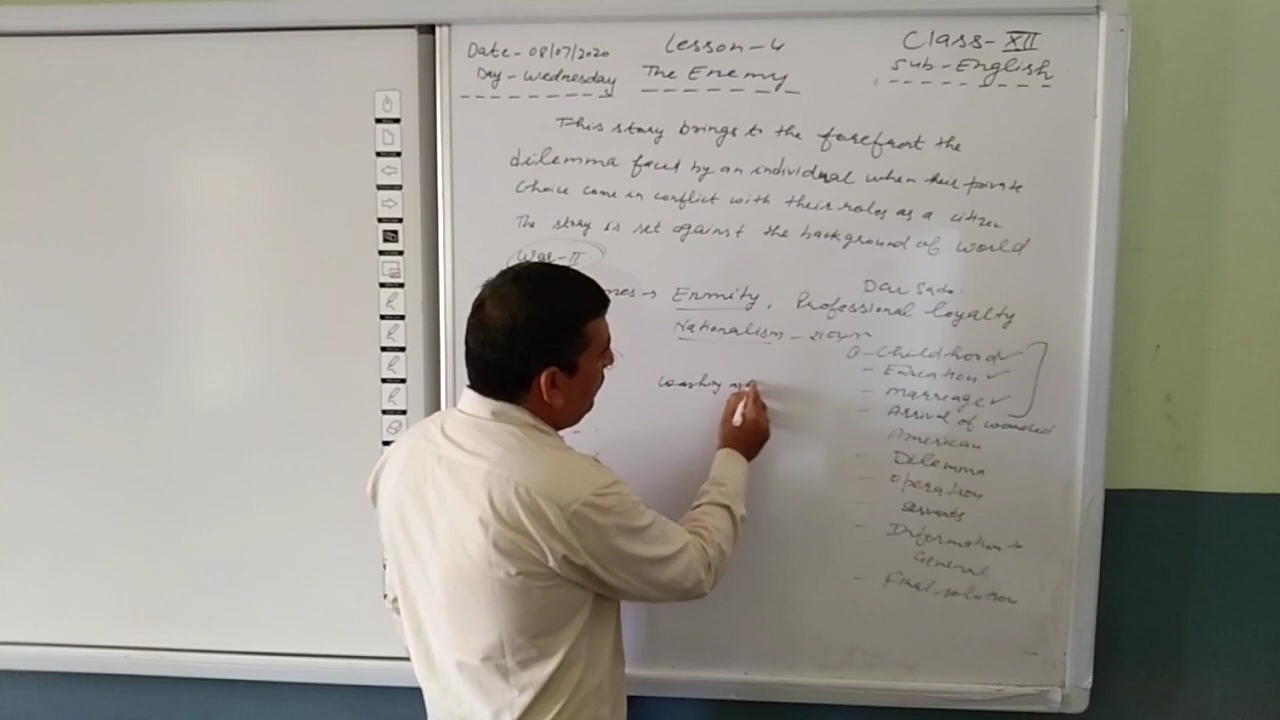 Date - 08/07/2020
Day - Wednesday
Lesson-4
The Enemy
Class-XII
Sub-English
This story brings to the forefront the
dilemma faced by an individual when their private
choice come in conflict with their roles as a citizen
The story is set against the background of world
War-II
Enmity, Professional loyalty
Nationalism -
Childhood
- Education
- Marriage
- Arrival of wounded
American
- Dilemma
- operation
- servants
- Information to
General
- Final solution